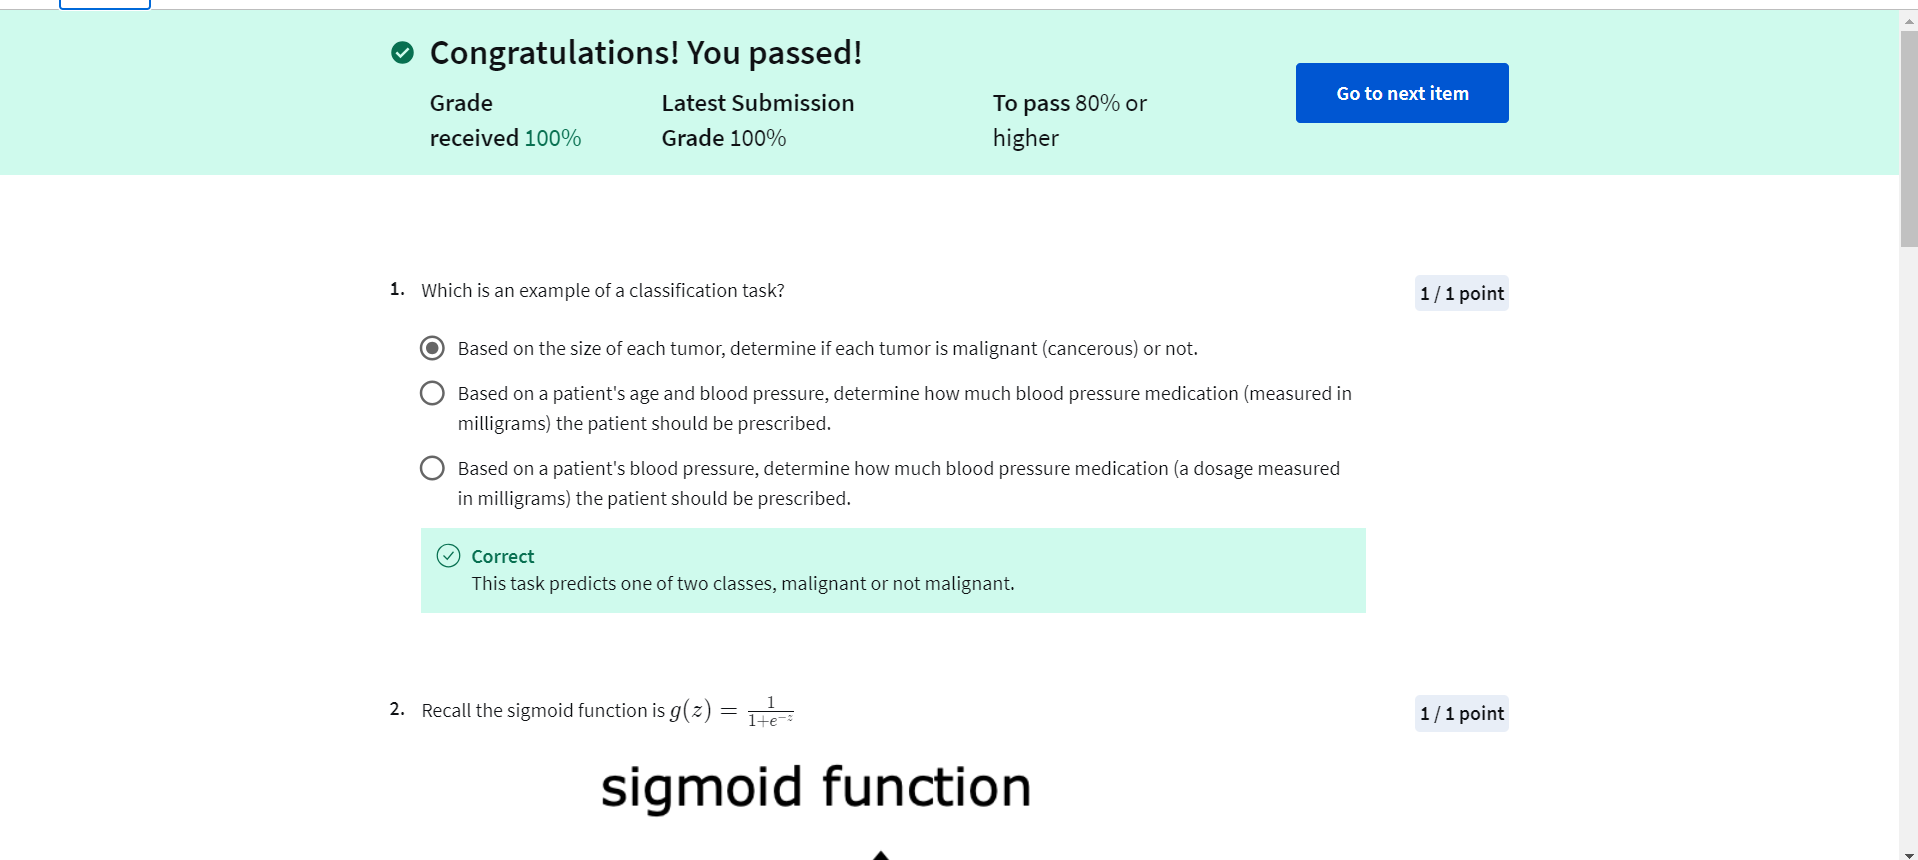 Congratulations! You passed!
Grade
received 100%
Latest Submission
Grade 100%
To pass 80% or
higher
Go to next item
1. Which is an example of a classification task?
1 / 1 point
Based on the size of each tumor, determine if each tumor is malignant (cancerous) or not.
Based on a patient's age and blood pressure, determine how much blood pressure medication (measured in
milligrams) the patient should be prescribed.
Based on a patient's blood pressure, determine how much blood pressure medication (a dosage measured
in milligrams) the patient should be prescribed.
Correct
This task predicts one of two classes, malignant or not malignant.
2. Recall the sigmoid function is g(z) = 1/(1+e^{-z})
1 / 1 point
sigmoid function